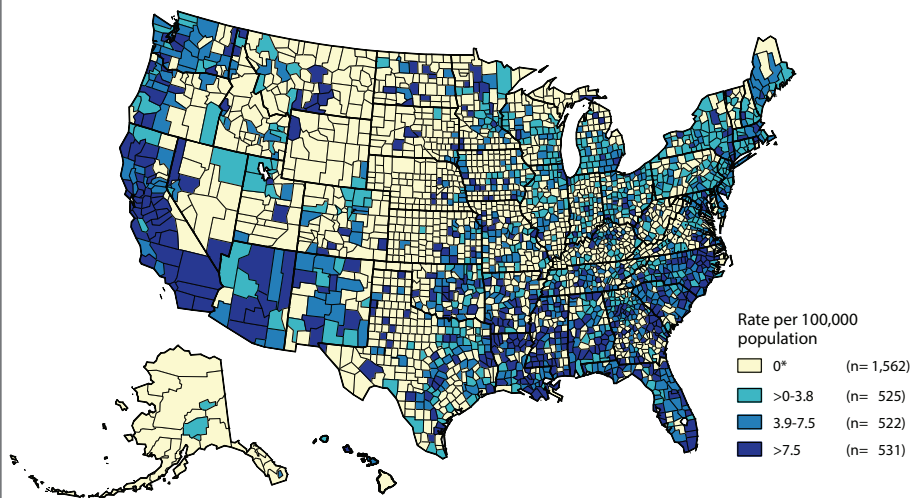 Rate per 100,000
population
0* (n= 1,562)
>0-3.8 (n= 525)
3.9-7.5 (n= 522)
>7.5 (n= 531)